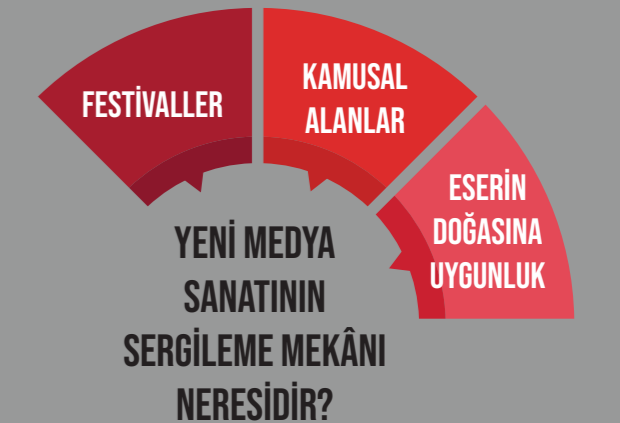 FESTİVALLER
KAMUSAL
ALANLAR
ESERİN
DOĞASINA
UYGUNLUK
YENİ MEDYA
SANATININ
SERGİLEME MEKÂNI
NERESİDİR?